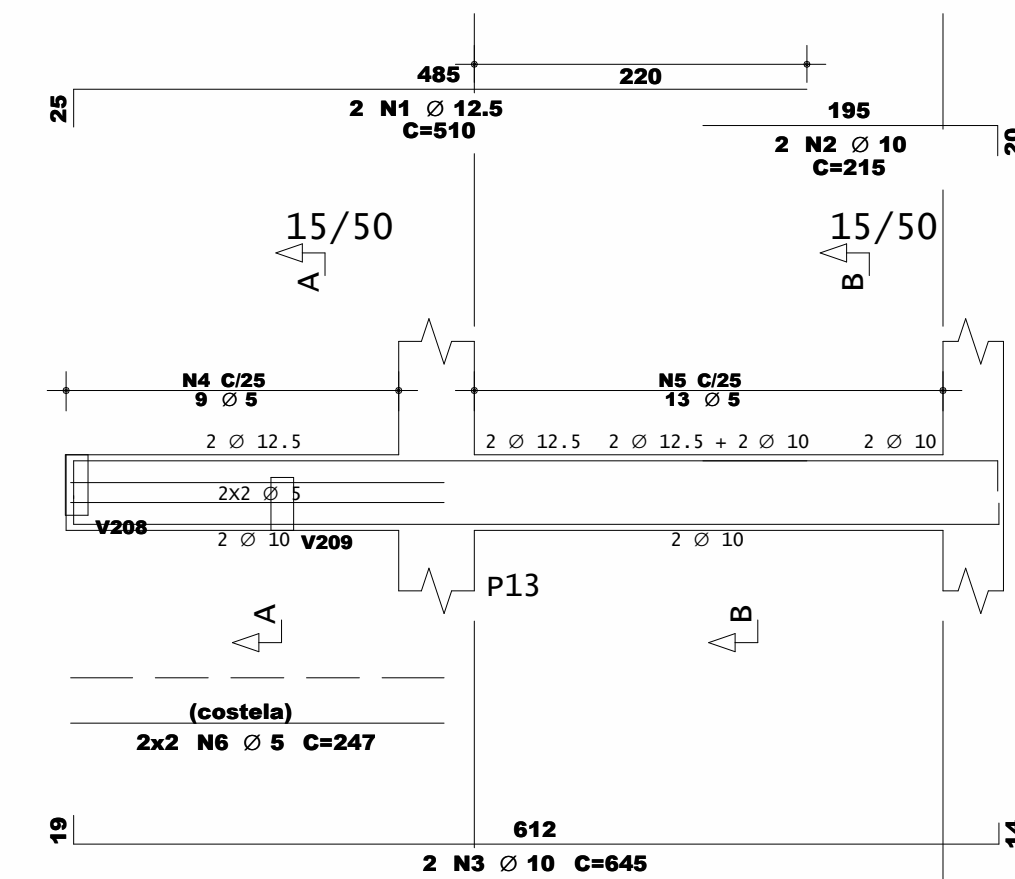 485
220
25
2 N1 Ø 12.5
C=510
195
2 N2 Ø 10
C=215
20
15/50
15/50
A
B
N4 C/25
9 Ø 5
N5 C/25
13 Ø 5
2 Ø 12.5
2 Ø 12.5
2 Ø 12.5 + 2 Ø 10
2 Ø 10
2x2 Ø 5
V208
2 Ø 10
V209
2 Ø 10
P13
A
B
(costela)
2x2 N6 Ø 5 C=247
19
612
14
2 N3 Ø 10 C=645